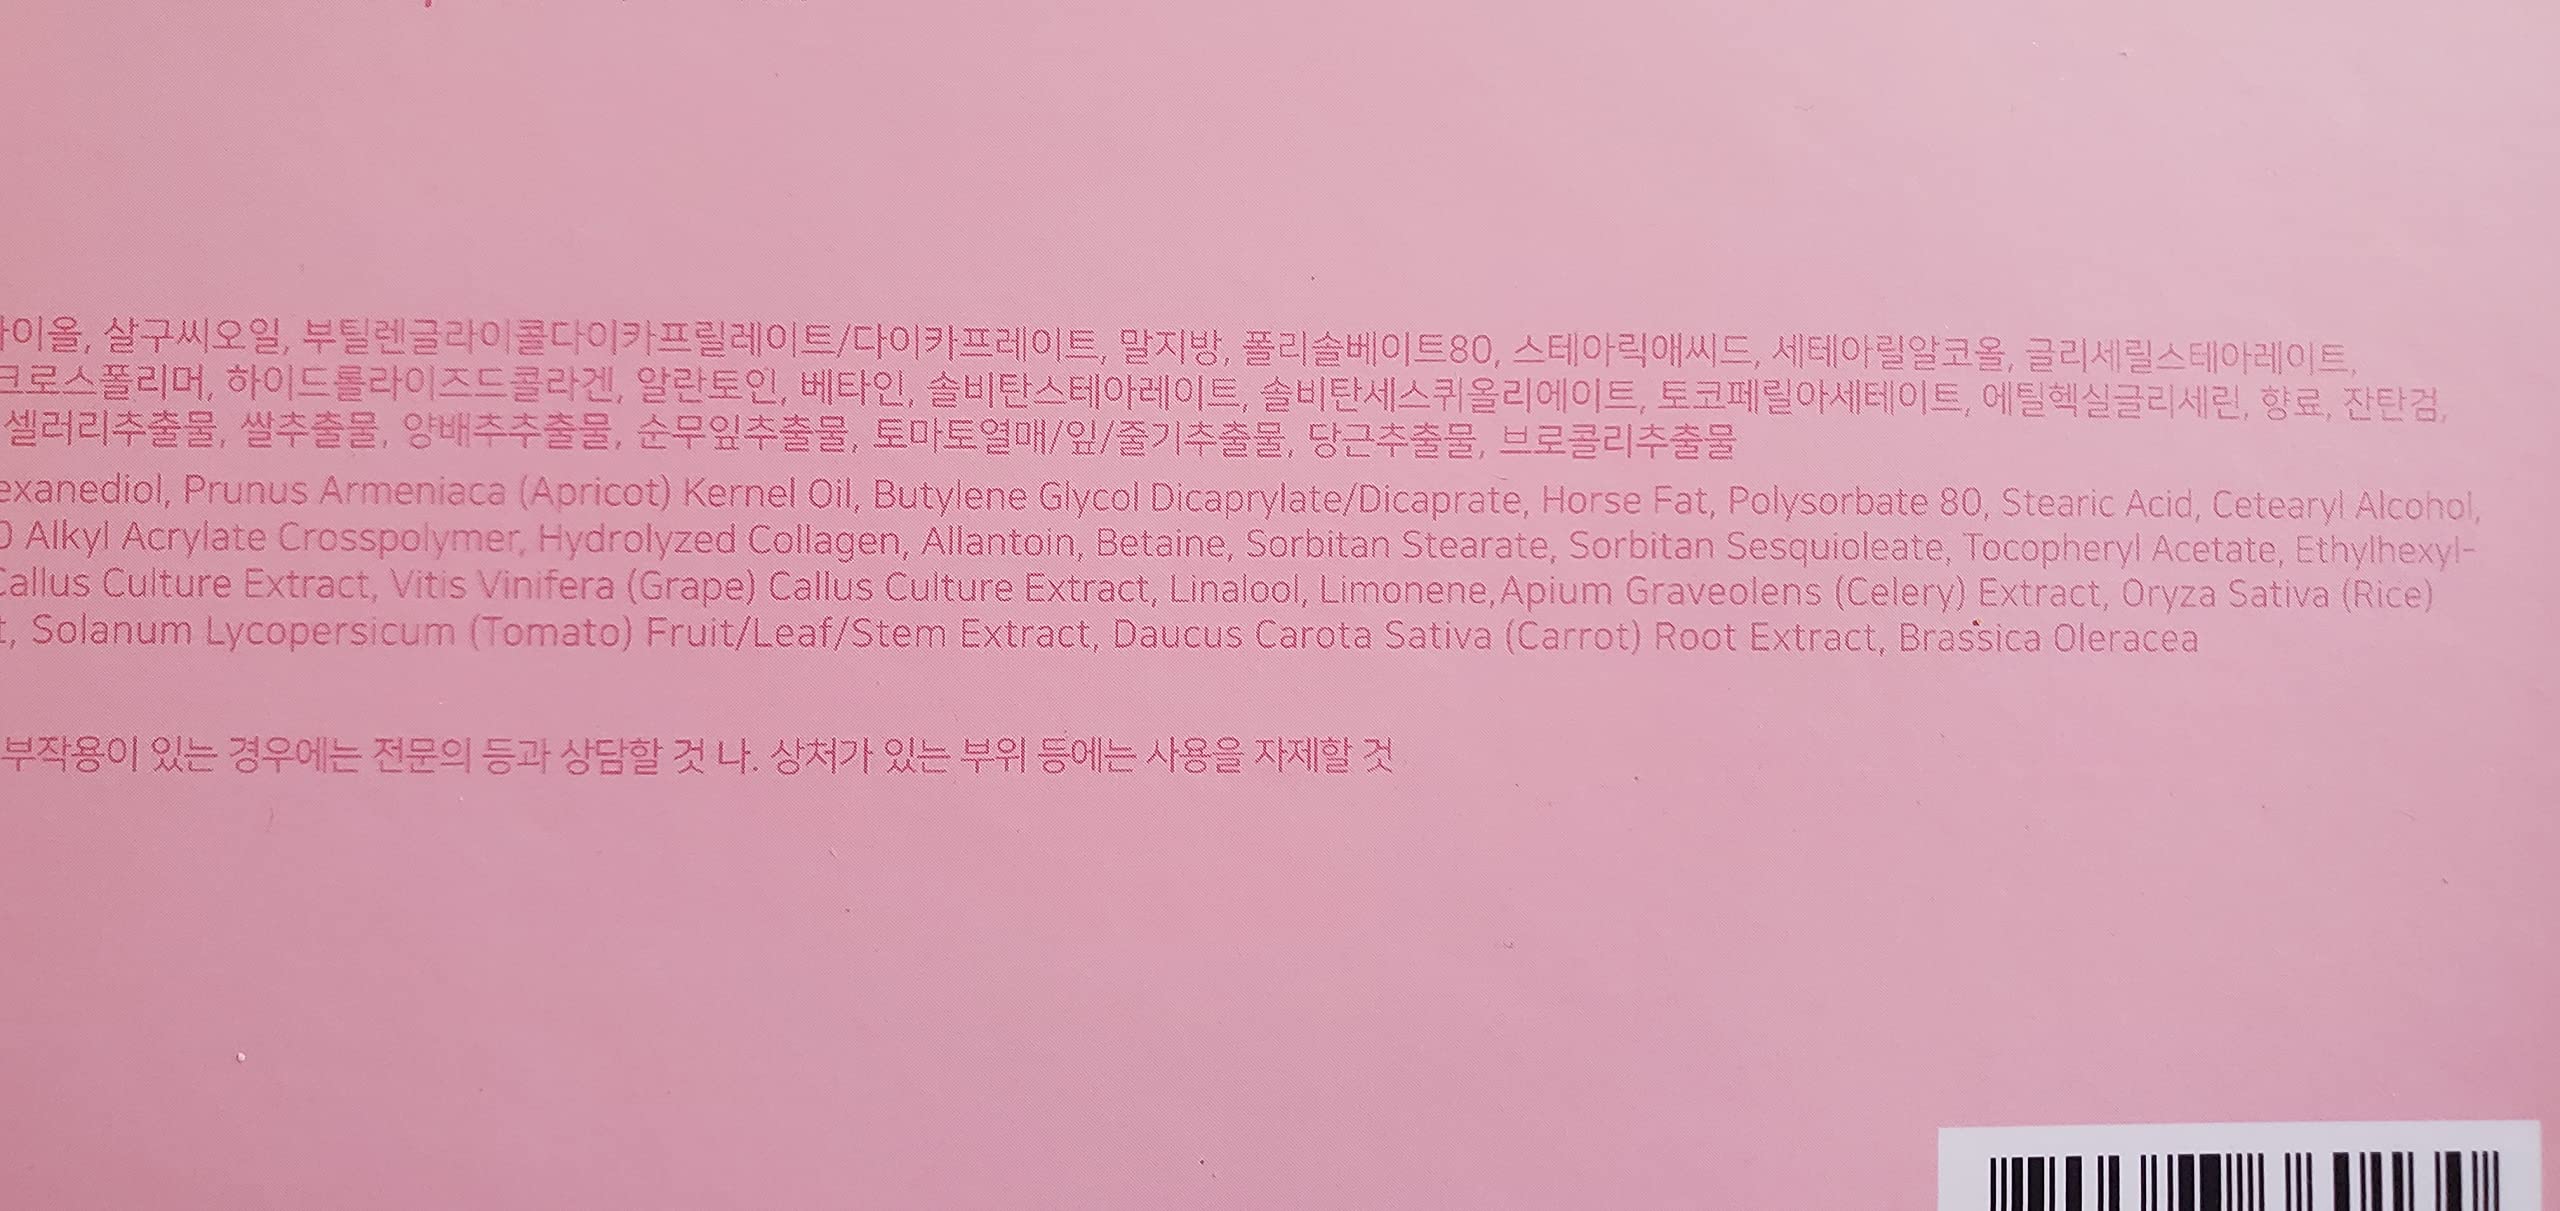 이올, 살구씨오일, 부틸렌글라이콜다이카프릴레이트/다이카프레이트, 말지방, 폴리솔베이트80, 스테아릭애씨드, 세테아릴알코올, 글리세릴스테아레이트,
크로스폴리머, 하이드롤라이즈드콜라겐, 알란토인, 베타인, 솔비탄스테아레이트, 솔비탄세스퀴올리에이트, 토코페릴아세테이트, 에틸헥실글리세린, 향료, 잔탄검,
셀러리추출물, 쌀추출물, 양배추추출물, 순무잎추출물, 토마토열매/잎/줄기추출물, 당근추출물, 브로콜리추출물
exanediol, Prunus Armeniaca (Apricot) Kernel Oil, Butylene Glycol Dicaprylate/Dicaprate, Horse Fat, Polysorbate 80, Stearic Acid, Cetearyl Alcohol,
0 Alkyl Acrylate Crosspolymer, Hydrolyzed Collagen, Allantoin, Betaine, Sorbitan Stearate, Sorbitan Sesquioleate, Tocopheryl Acetate, Ethylhexyl-
Callus Culture Extract, Vitis Vinifera (Grape) Callus Culture Extract, Linalool, Limonene,Apium Graveolens (Celery) Extract, Oryza Sativa (Rice)
t, Solanum Lycopersicum (Tomato) Fruit/Leaf/Stem Extract, Daucus Carota Sativa (Carrot) Root Extract, Brassica Oleracea
부작용이 있는 경우에는 전문의 등과 상담할 것 나. 상처가 있는 부위 등에는 사용을 자제할 것